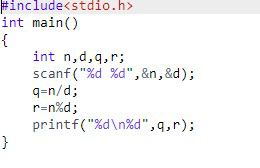 #include<stdio.h>
int main()
{
    int n,d,q,r;
    scanf("%d %d",&n,&d);
    q=n/d;
    r=n%d;
    printf("%d\n%d",q,r);
}